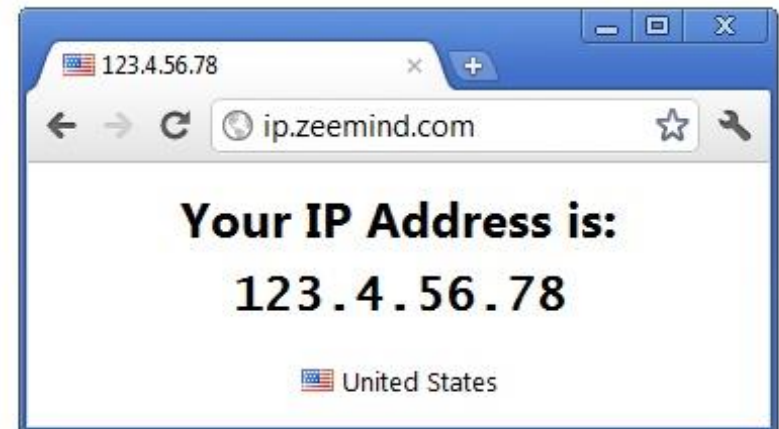 123.4.56.78
ip.zeemind.com
Your IP Address is:
123.4.56.78
United States